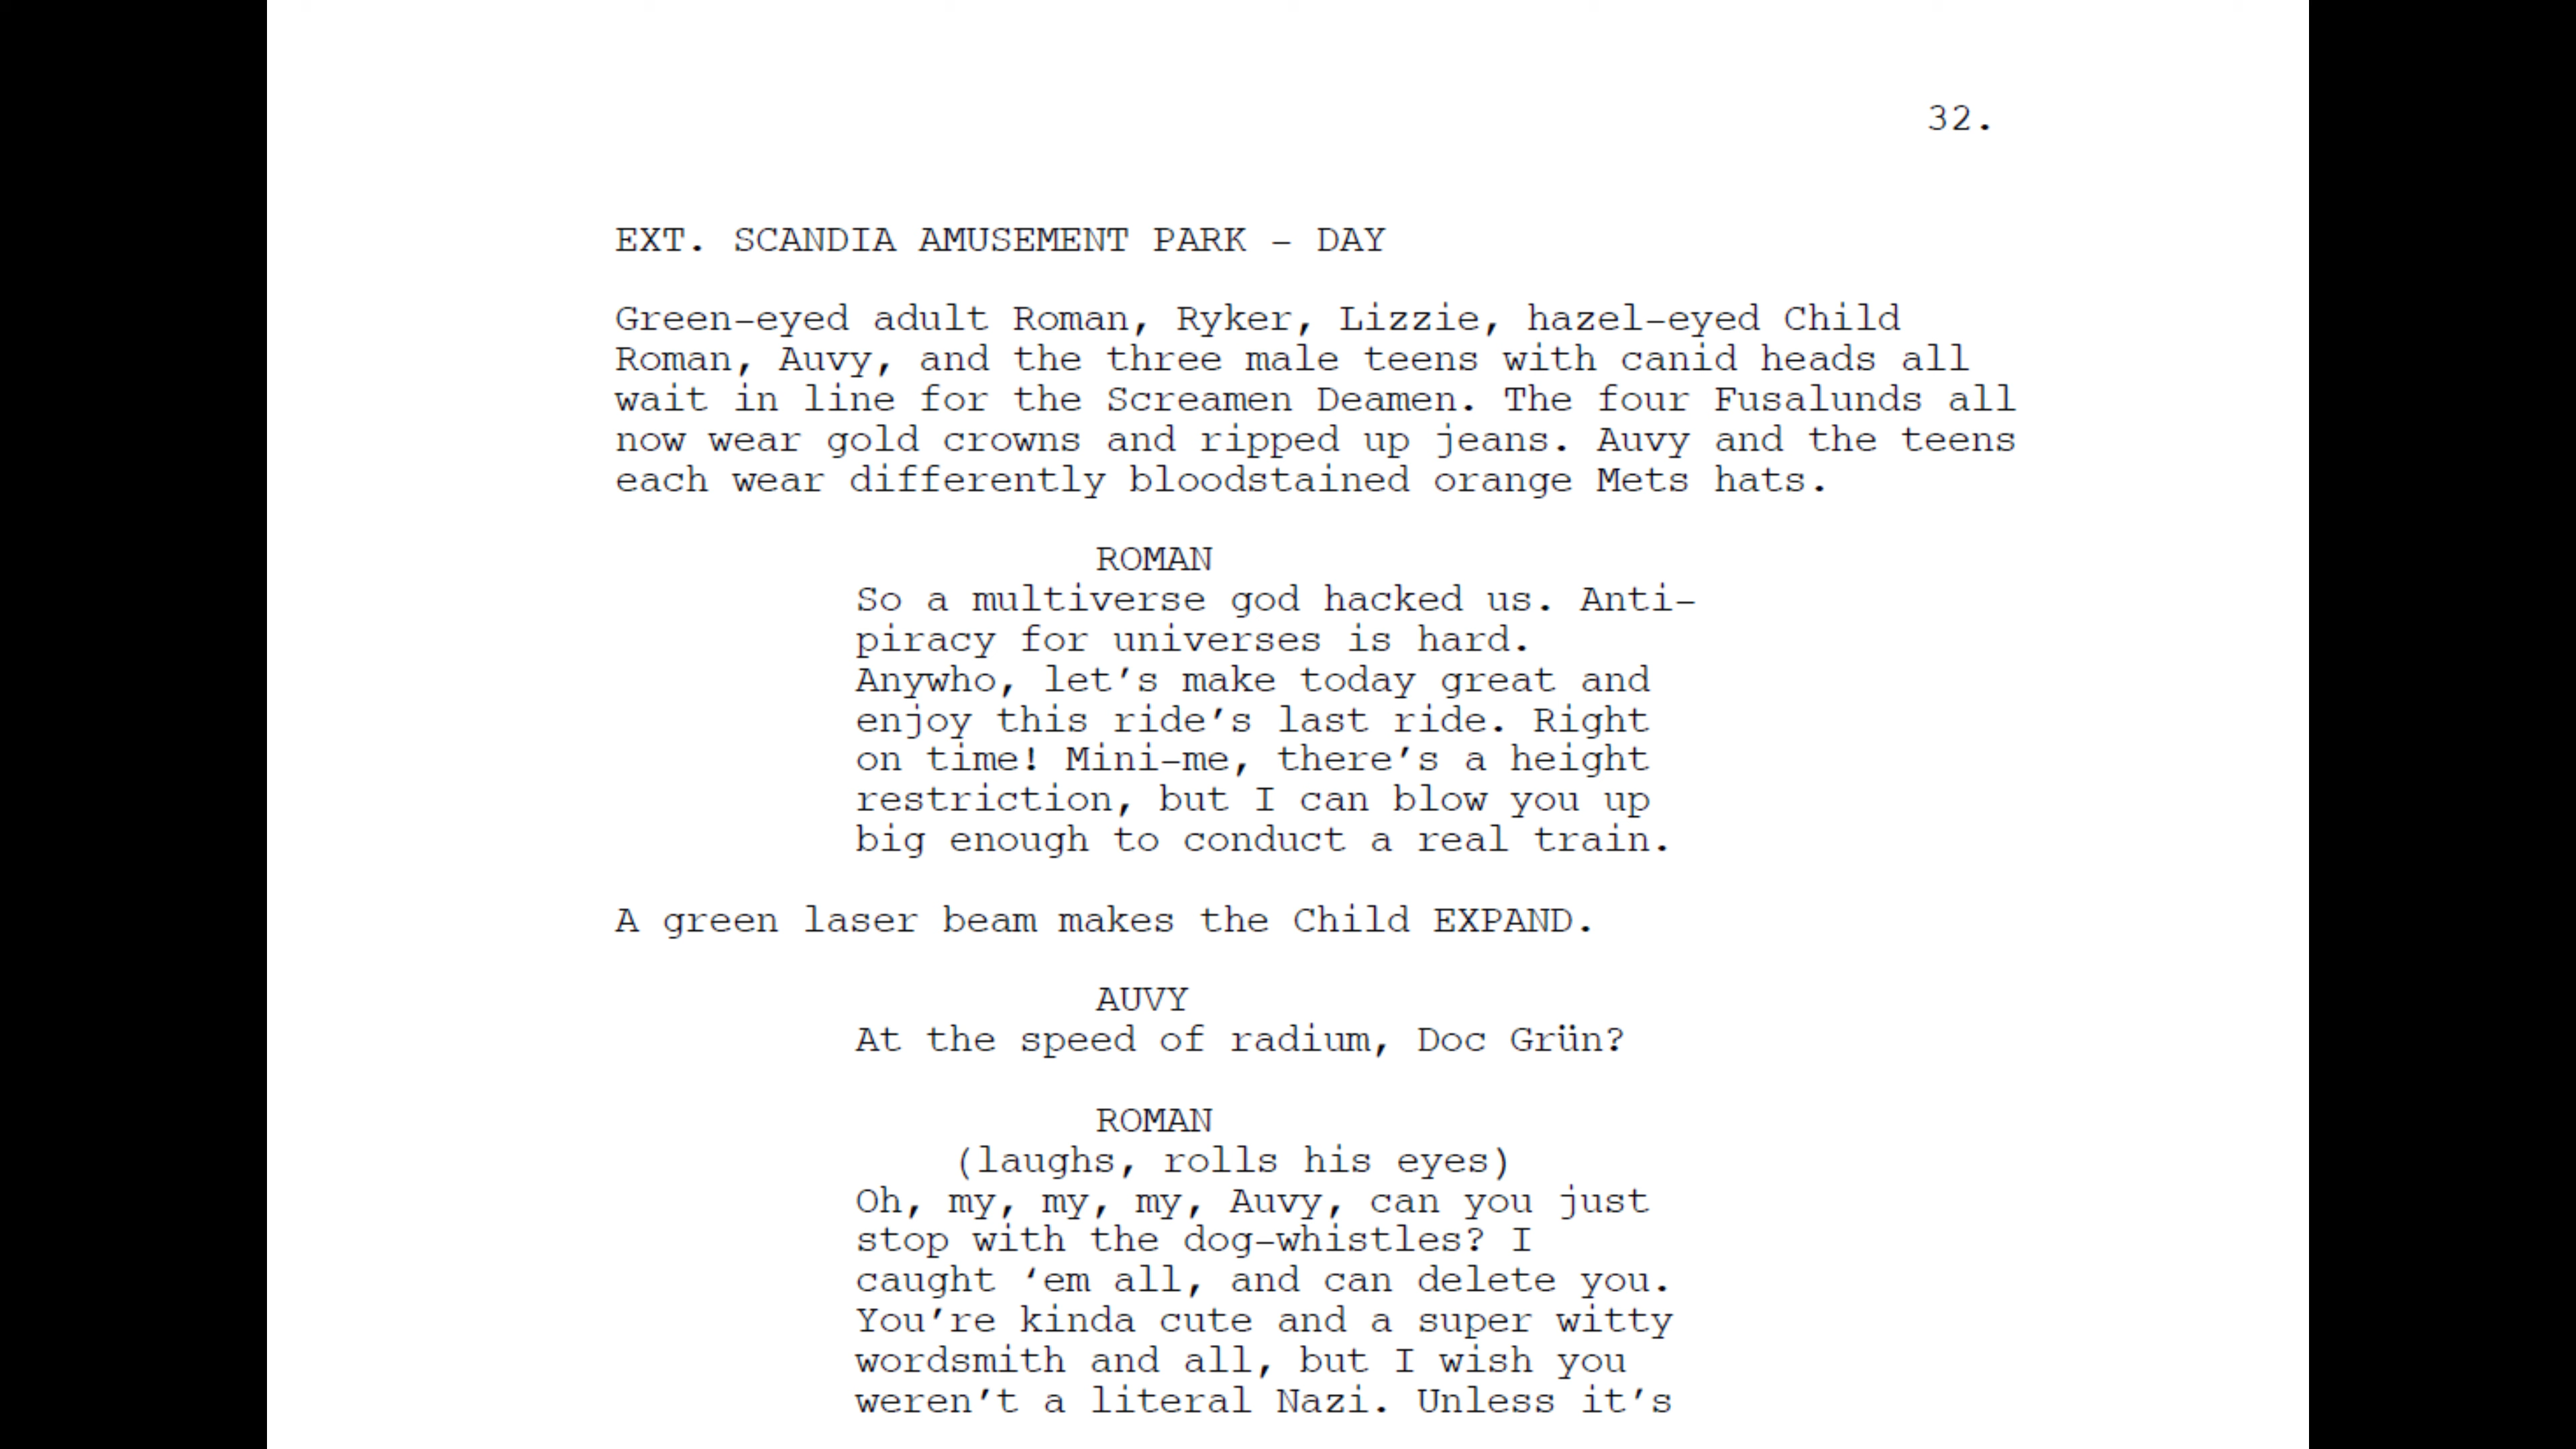 32.
EXT. SCANDIA AMUSEMENT PARK - DAY
Green-eyed adult Roman, Ryker, Lizzie, hazel-eyed Child
Roman, Auvy, and the three male teens with canid heads all
wait in line for the Screamen Deamen. The four Fusalunds all
now wear gold crowns and ripped up jeans. Auvy and the teens
each wear differently bloodstained orange Mets hats.
ROMAN
So a multiverse god hacked us. Anti-
piracy for universes is hard.
Anywho, let’s make today great and
enjoy this ride’s last ride. Right
on time! Mini-me, there’s a height
restriction, but I can blow you up
big enough to conduct a real train.
A green laser beam makes the Child EXPAND.
AUVY
At the speed of radium, Doc Grün?
ROMAN
(laughs, rolls his eyes)
Oh, my, my, my, Auvy, can you just
stop with the dog-whistles? I
caught ‘em all, and can delete you.
You’re kinda cute and a super witty
wordsmith and all, but I wish you
weren’t a literal Nazi. Unless it’s